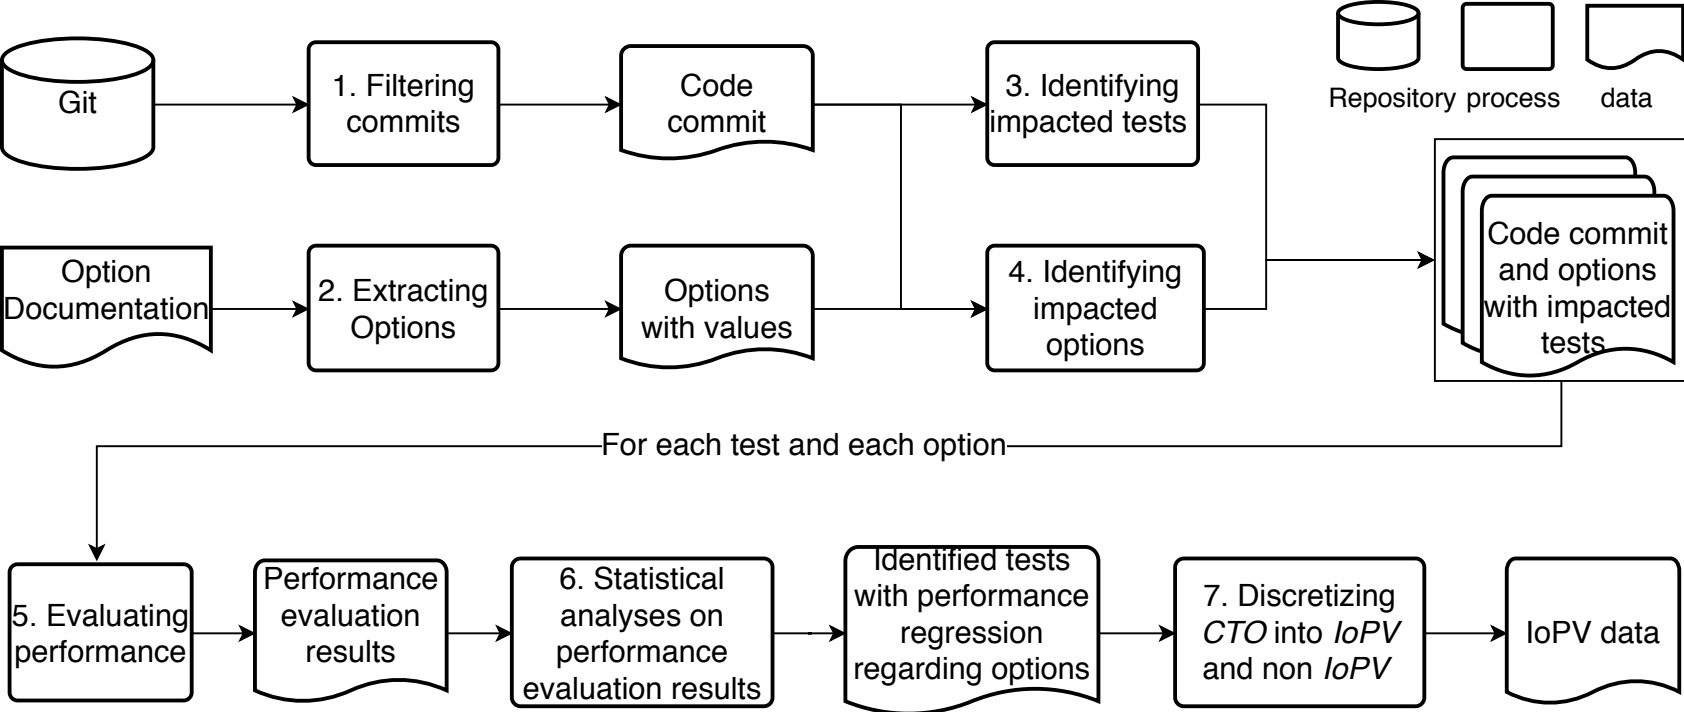 Git
1. Filtering
commits
Code
commit
3. Identifying
impacted tests
Repository
process
data
Option
Documentation
2. Extracting
Options
Options
with values
4. Identifying
impacted
options
Code commit
and options
with impacted
tests
For each test and each option
5. Evaluating
performance
Performance
evaluation
results
6. Statistical
analyses on
performance
evaluation results
Identified tests
with performance
regression
regarding options
7. Discretizing
CTO into IoPV
and non IoPV
IoPV data